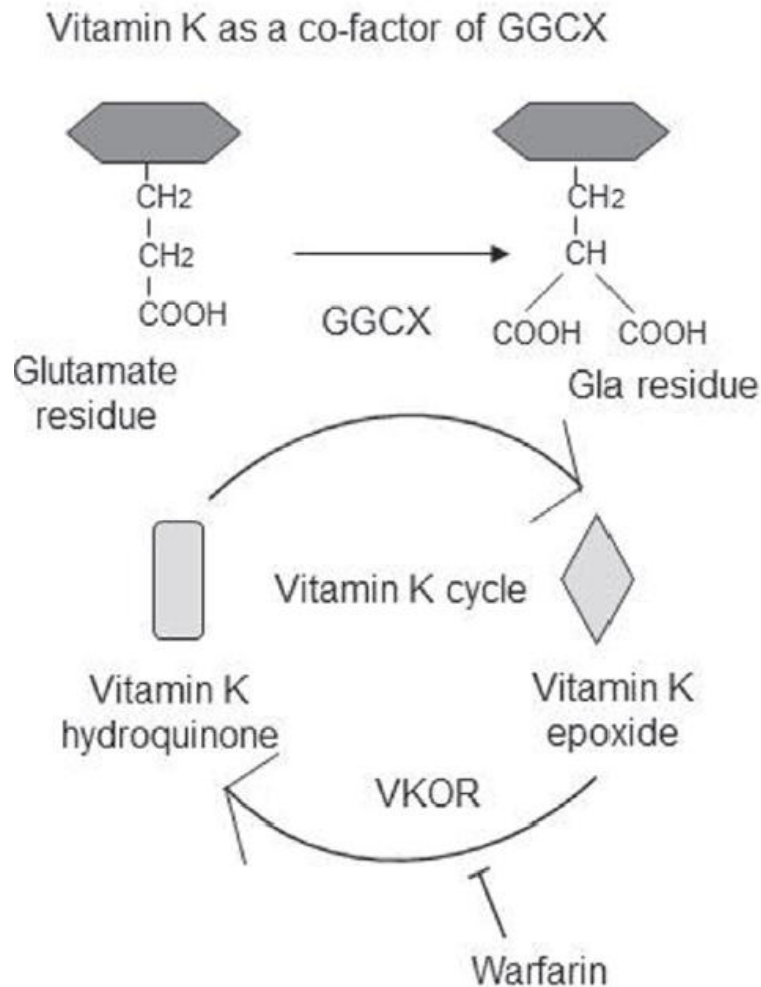 Vitamin K as a co-factor of GGCX
CH2
CH2
COOH
Glutamate
residue
GGCX
CH2
CH
COOH COOH
Gla residue
Vitamin K cycle
Vitamin K
hydroquinone
Vitamin K
epoxide
VKOR
Warfarin